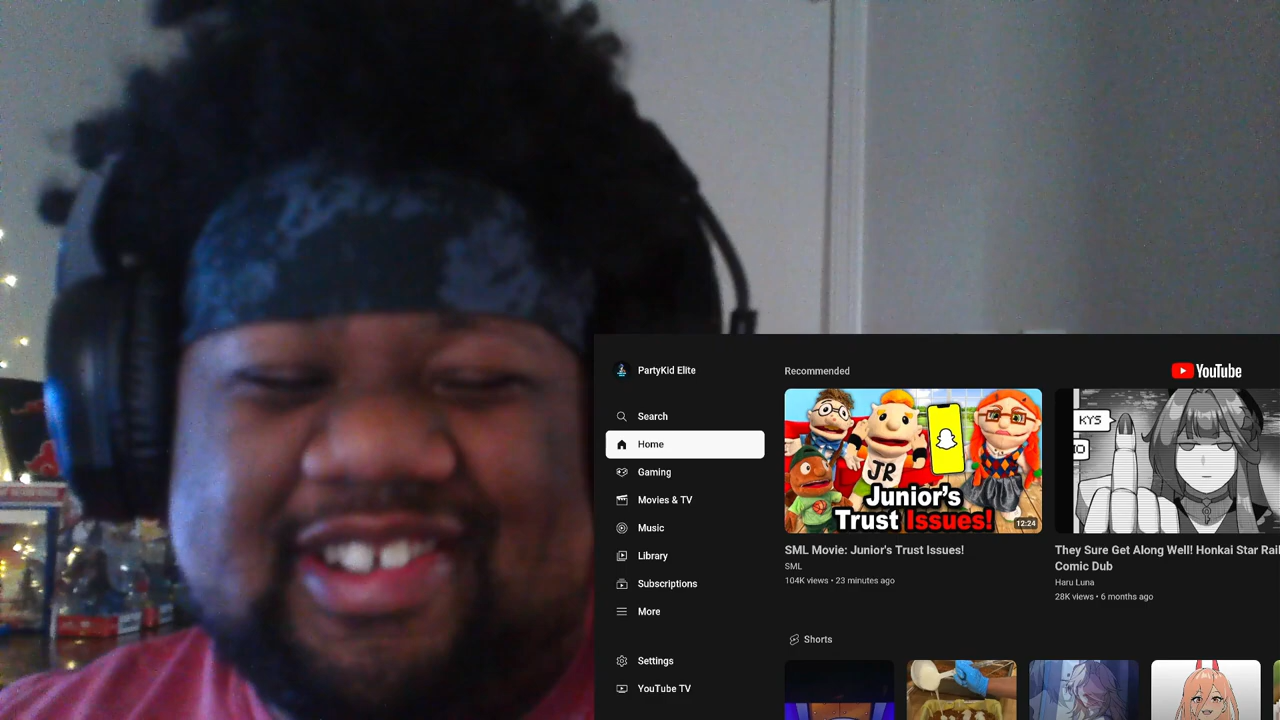 PartyKid Elite
Search
Home
Gaming
Movies & TV
Music
Library
Subscriptions
More
Settings
YouTube TV
Recommended
YouTube
JR
Junior's
Trust Issues!
12:24
SML Movie: Junior's Trust Issues!
SML
104K views • 23 minutes ago
KYS
They Sure Get Along Well! Honkai Star Rail
Comic Dub
Haru Luna
28K views • 6 months ago
Shorts